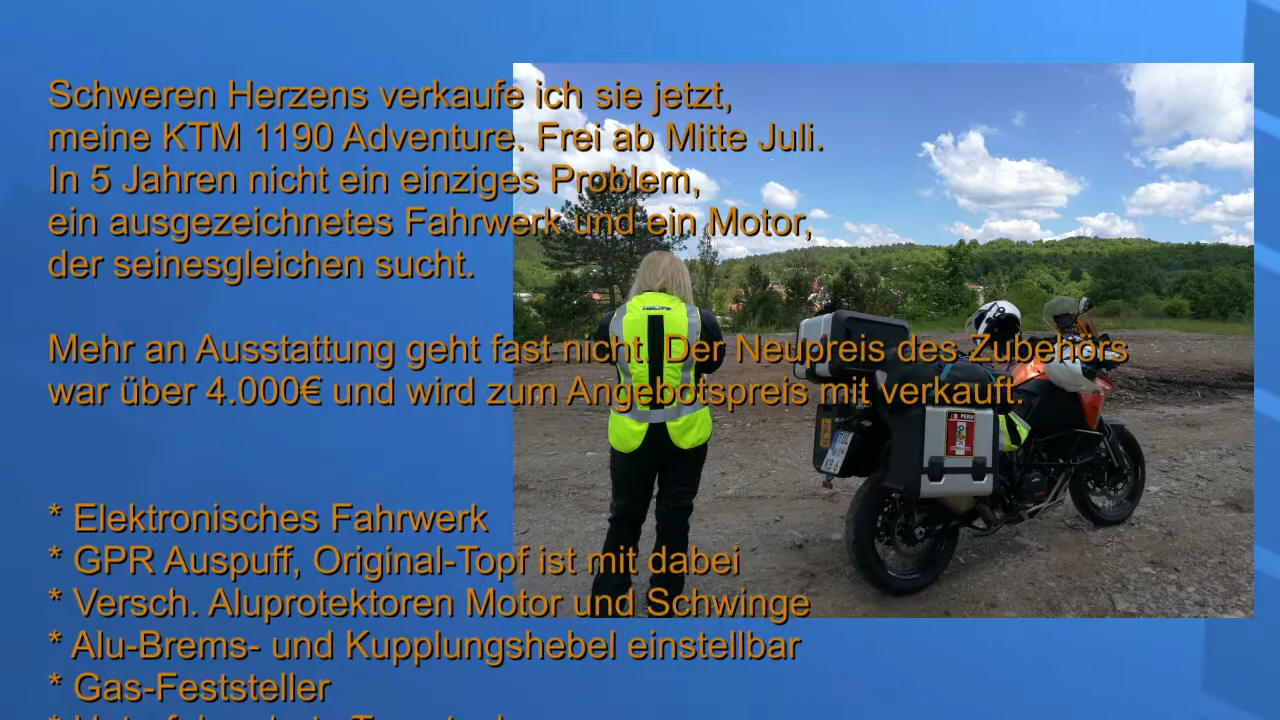 Schweren Herzens verkaufe ich sie jetzt,
meine KTM 1190 Adventure. Frei ab Mitte Juli.
In 5 Jahren nicht ein einziges Problem,
ein ausgezeichnetes Fahrwerk und ein Motor,
der seinesgleichen sucht.
Mehr an Ausstattung geht fast nicht. Der Neupreis des Zubehörs
war über 4.000€ und wird zum Angebotspreis mit verkauft.
* Elektronisches Fahrwerk
* GPR Auspuff, Original-Topf ist mit dabei
* Versch. Aluprotektoren Motor und Schwinge
* Alu-Brems- und Kupplungshebel einstellbar
* Gas-Feststeller
HELITE
PERU